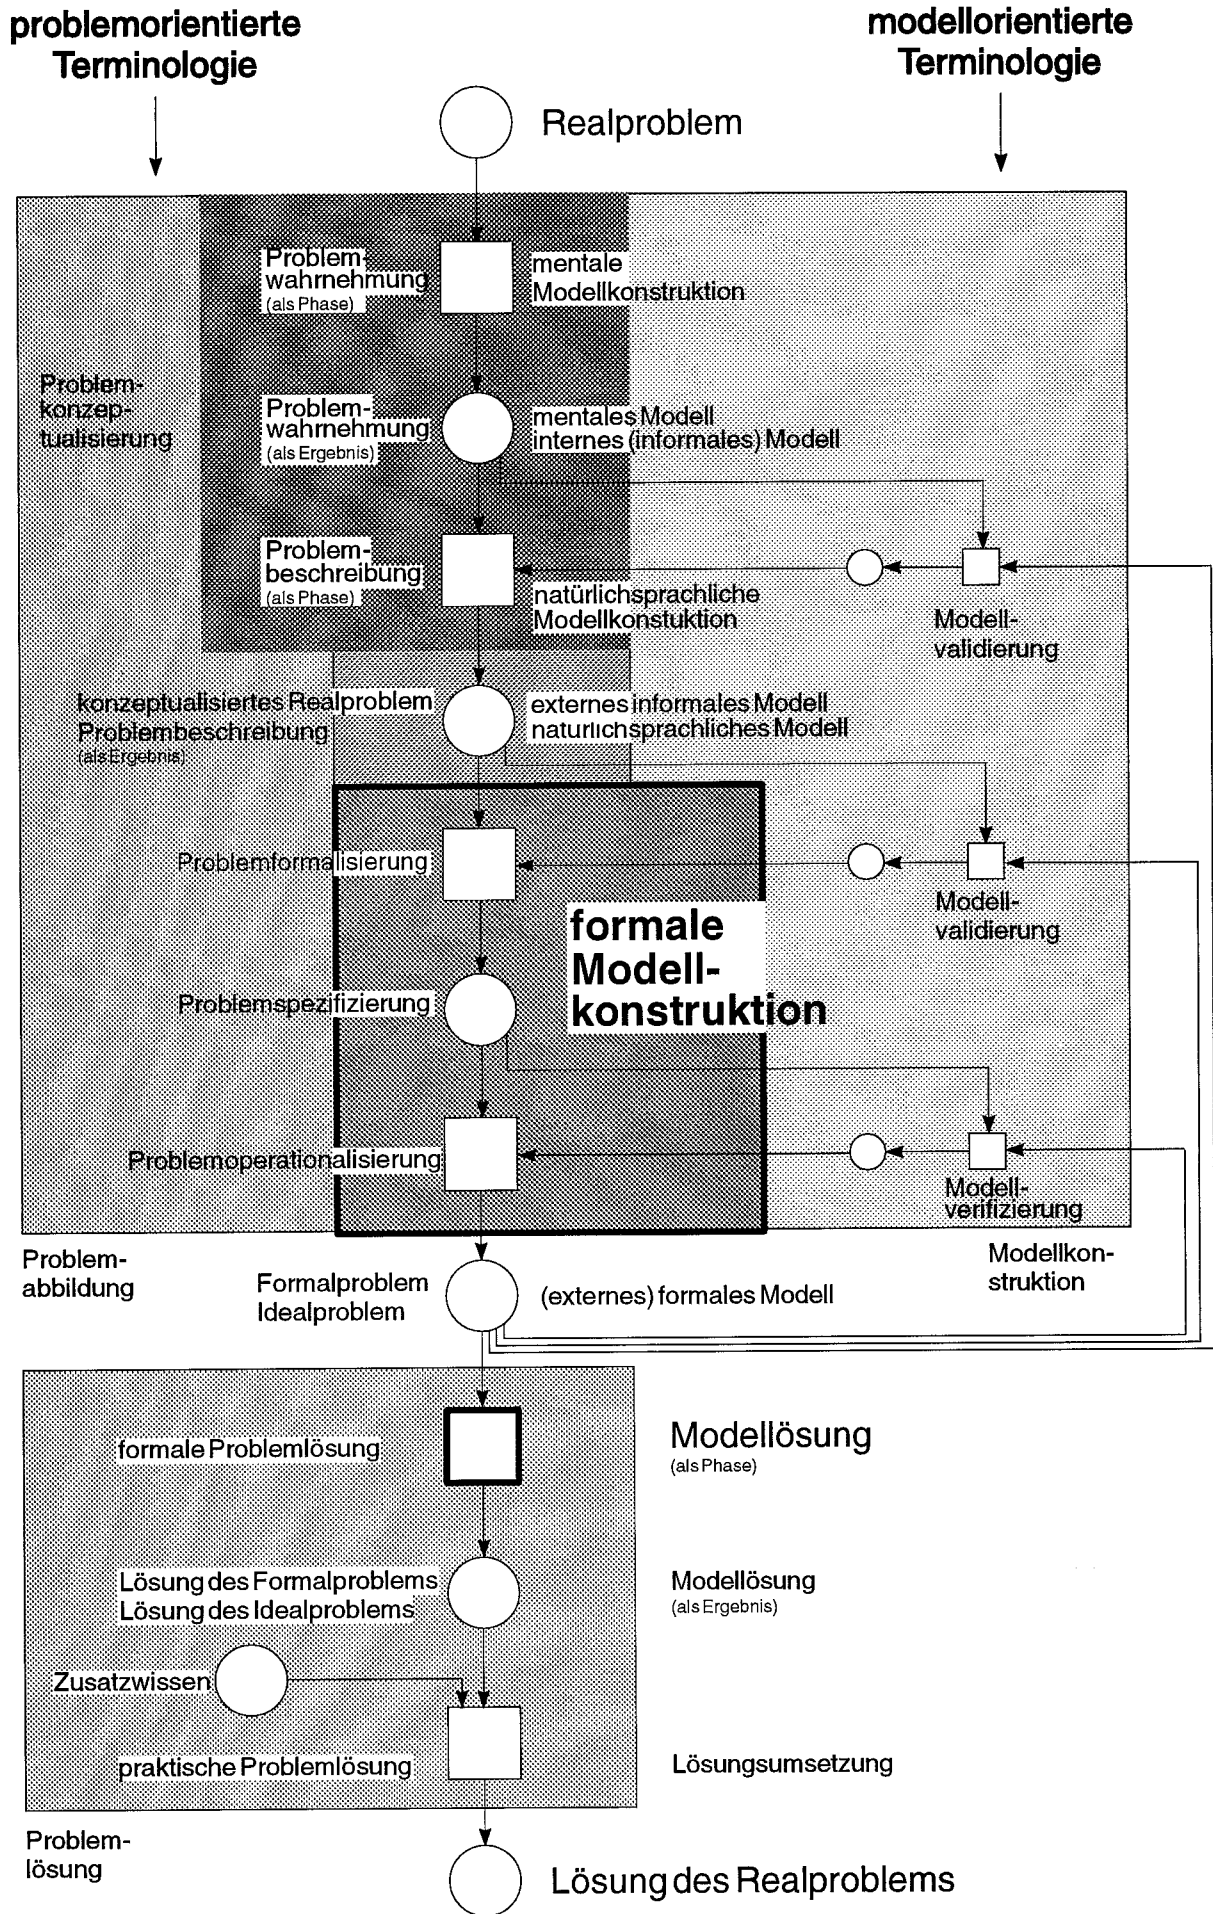 problemorientierte
Terminologie
modellorientierte
Terminologie
Realproblem
Problem-
wahrnehmung
(als Phase)
mentale
Modellkonstruktion
Problem-
konzep-
tualisierung
Problem-
wahrnehmung
(als Ergebnis)
mentales Modell
internes (informales) Modell
Problem-
beschreibung
(als Phase)
natürlichsprachliche
Modellkonstuktion
Modell-
validierung
konzeptualisiertes Realproblem
Problembeschreibung
(als Ergebnis)
externes informales Modell
naturlichsprachliches Modell
Problemformalisierung
Modell-
validierung
formale
Modell-
konstruktion
Problemspezifizierung
Problemoperationalisierung
Modell-
verifizierung
Problem-
abbildung
Modellkon-
struktion
Formalproblem
Idealproblem
(externes) formales Modell
formale Problemlösung
Modellösung
(als Phase)
Lösung des Formalproblems
Lösung des Idealproblems
Modellösung
(als Ergebnis)
Zusatzwissen
praktische Problemlösung
Lösungsumsetzung
Problem-
lösung
Lösung des Realproblems